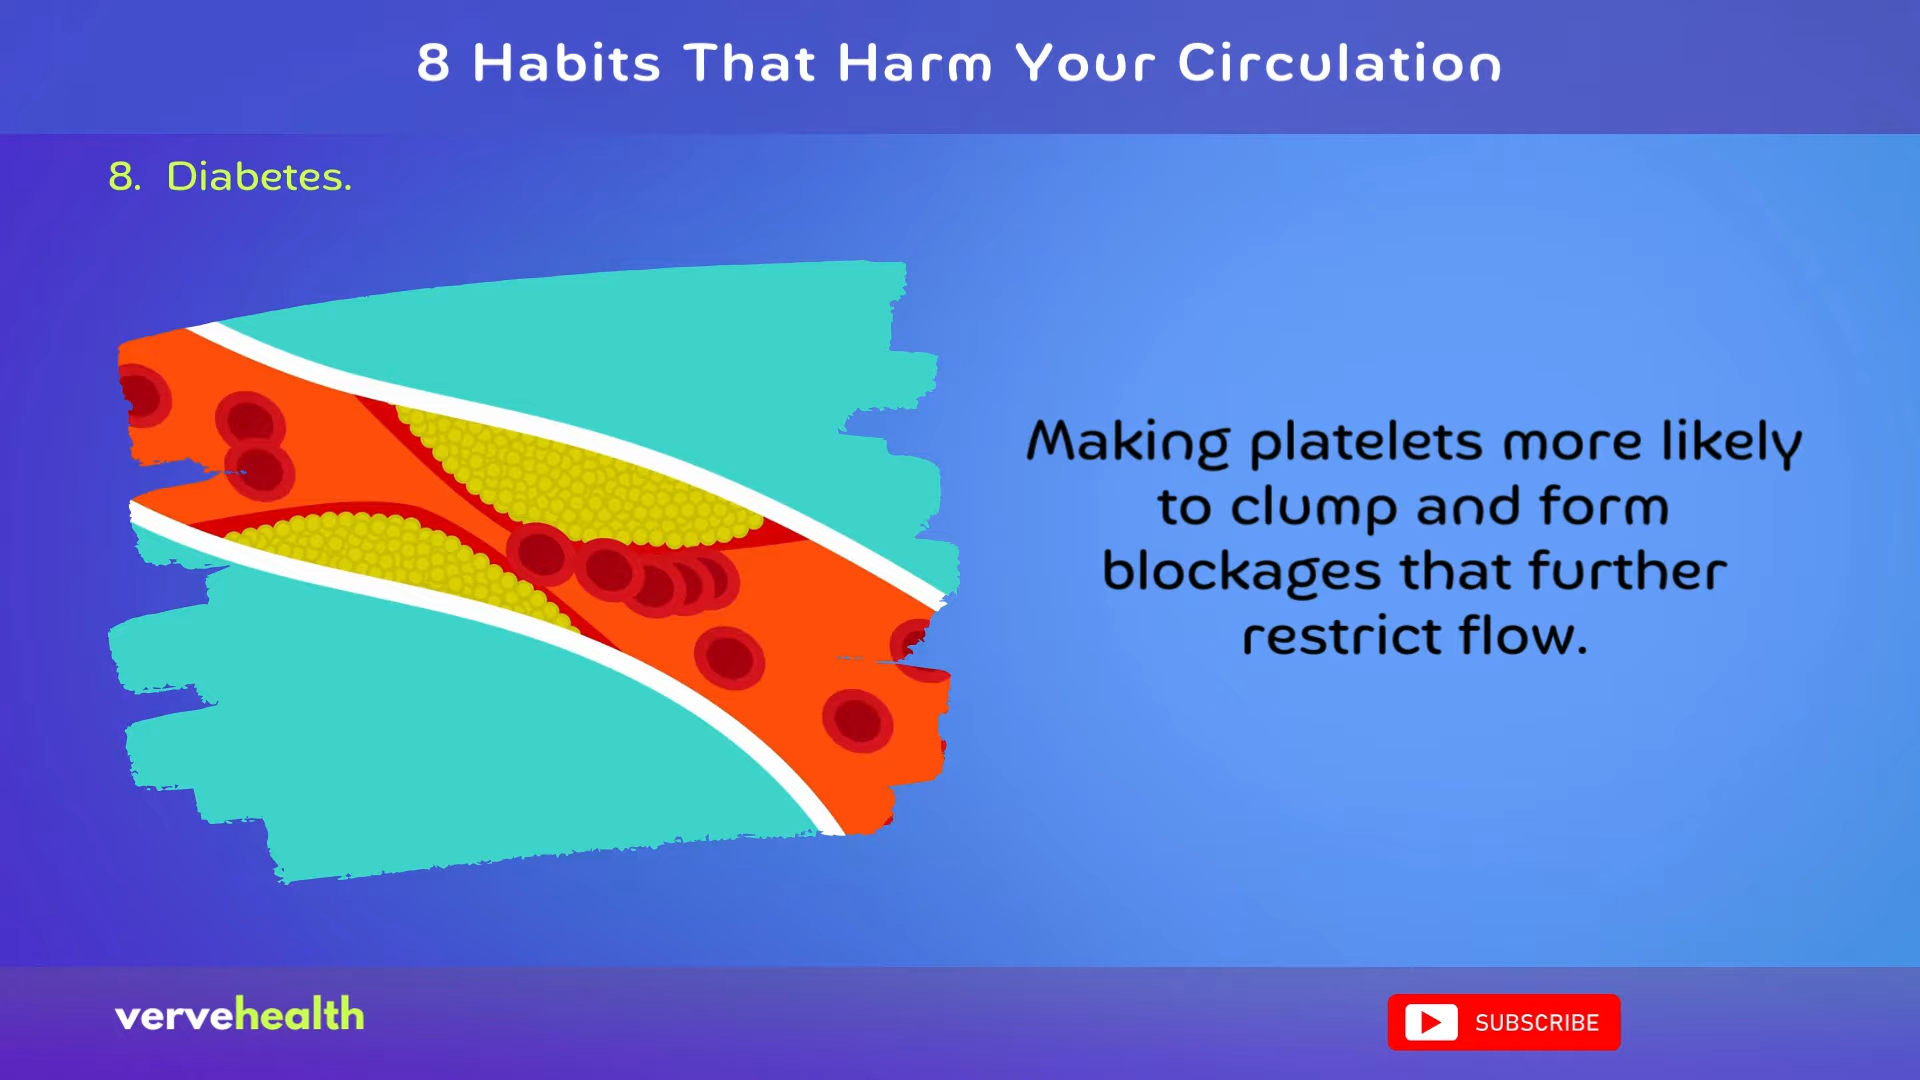 8 Habits That Harm Your Circulation
8. Diabetes.
Making platelets more likely
to clump and form
blockages that further
restrict flow.
vervehealth
SUBSCRIBE